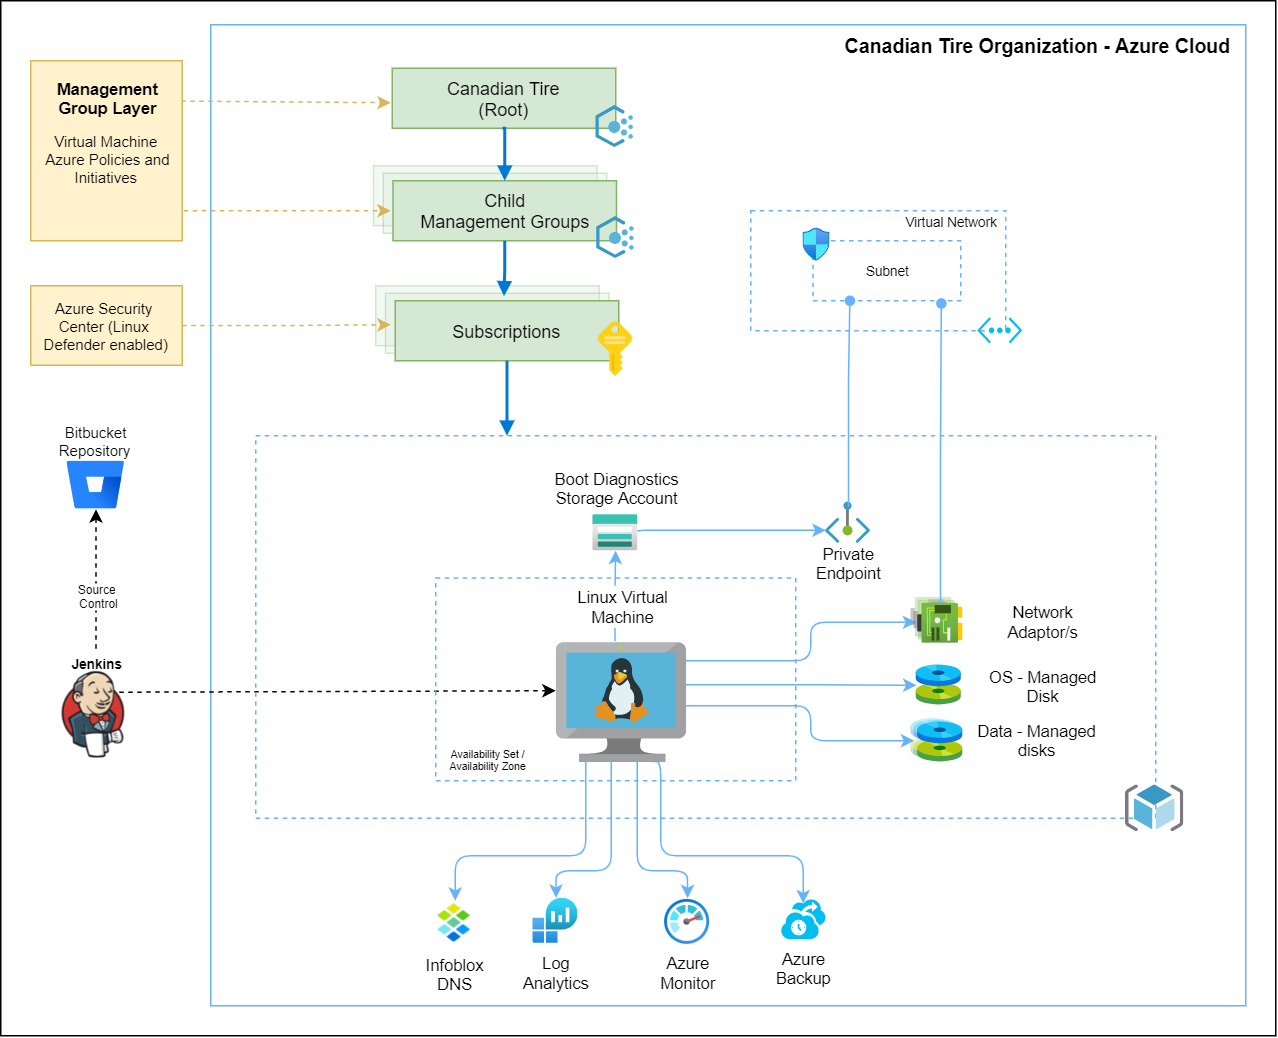 Canadian Tire Organization - Azure Cloud
Management
Group Layer
Virtual Machine
Azure Policies and
Initiatives
Canadian Tire
(Root)
Child
Management Groups
Virtual Network
Subnet
Azure Security
Center (Linux
Defender enabled)
Subscriptions
Bitbucket
Repository
Boot Diagnostics
Storage Account
Private
Endpoint
Source
Control
Linux Virtual
Machine
Network
Adaptor/s
Jenkins
OS - Managed
Disk
Data - Managed
disks
Availability Set /
Availability Zone
Infoblox
DNS
Log
Analytics
Azure
Monitor
Azure
Backup